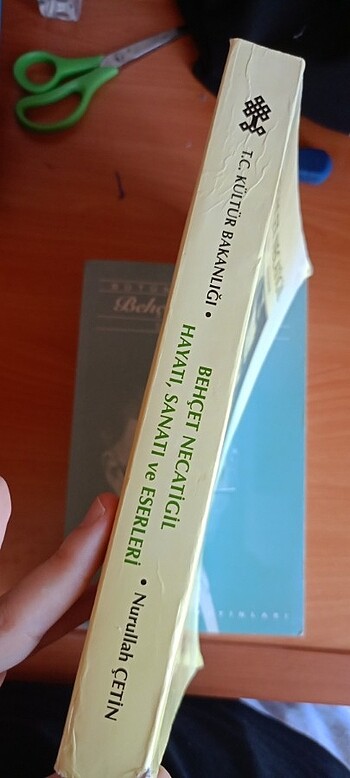 T.C. KÜLTÜR BAKANLIĞI •
BEHÇET NECATİGİL
HAYATI, SANATI ve ESERLERİ • Nurullah ÇETİN
Behç